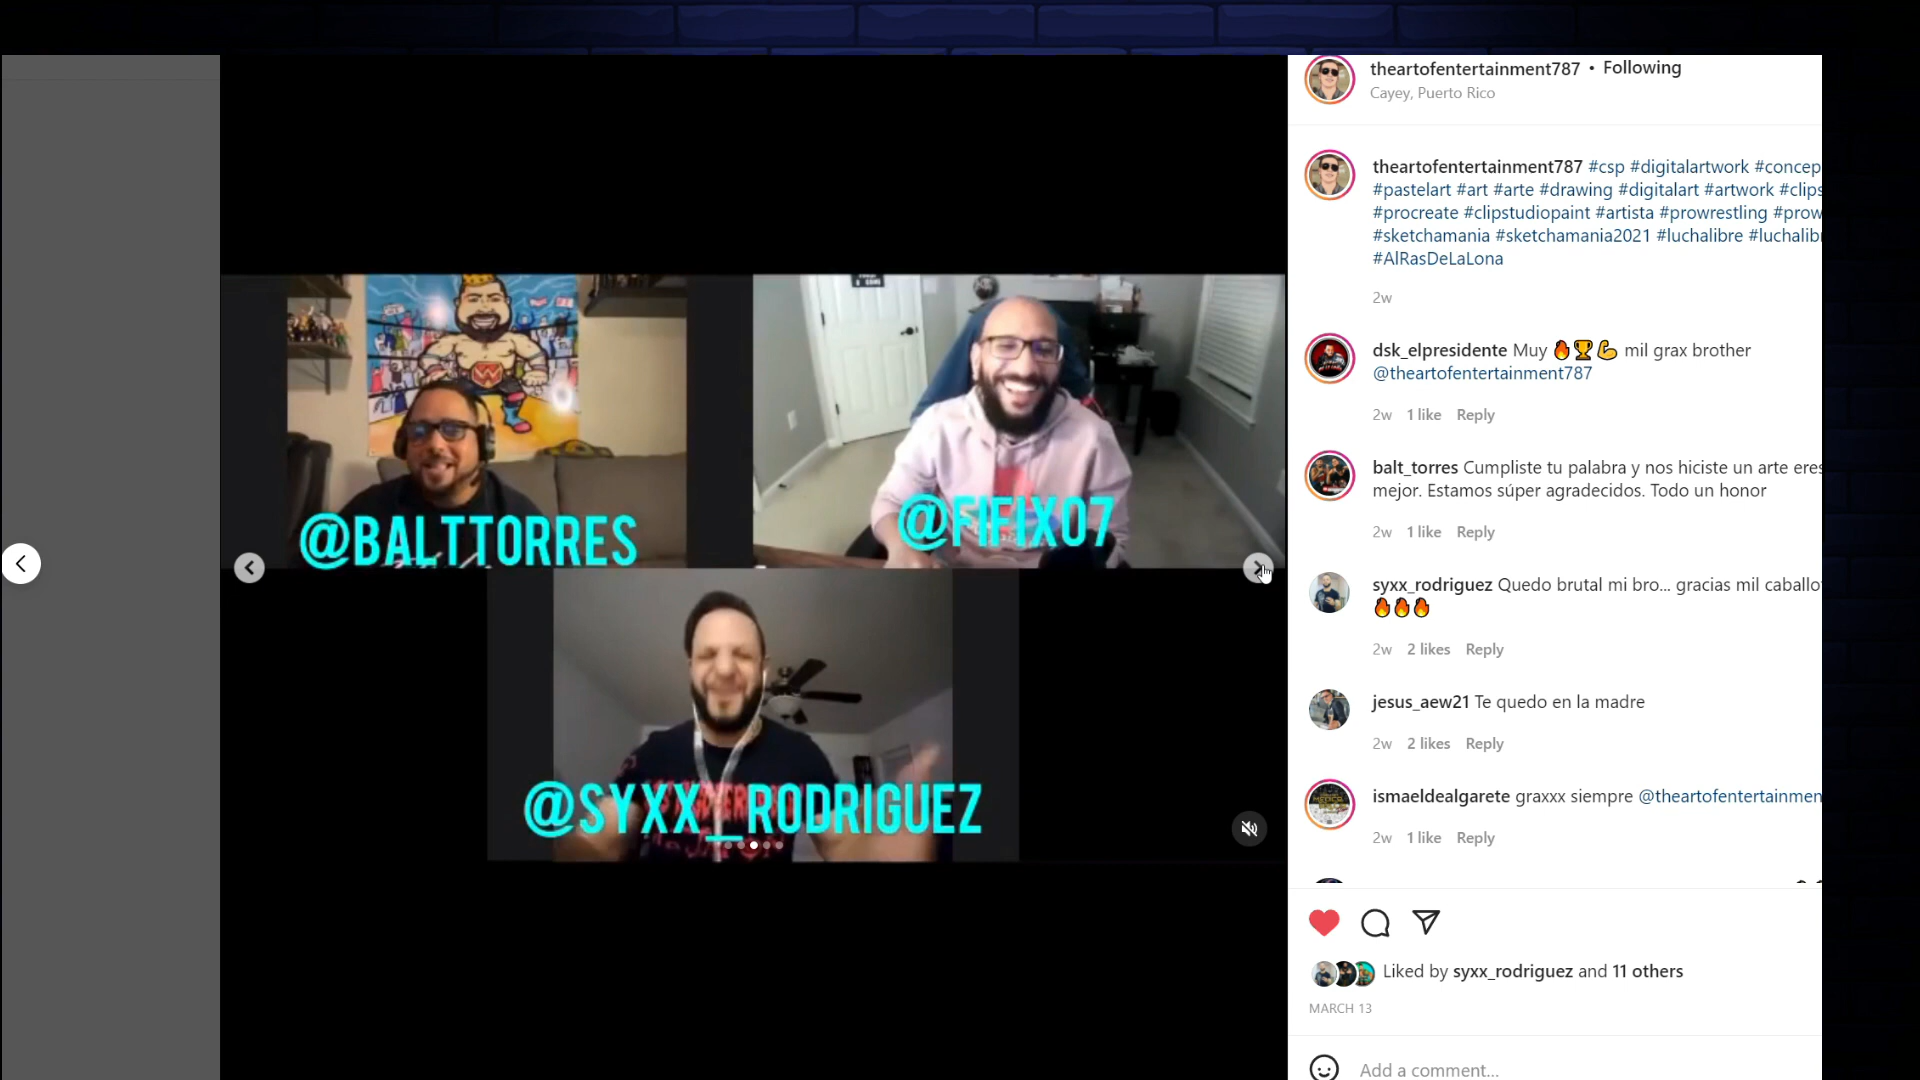 theartofentertainment787 • Following
Cayey, Puerto Rico
theartofentertainment787 #csp #digitalartwork #concep
#pastelart #art #arte #drawing #digitalart #artwork #clips
#procreate #clipstudiopaint #artista #prowrestling #prow
#sketchamania #sketchamania2021 #luchalibre #luchalib
#AlRasDeLaLona
2w
dsk_elpresidente Muy 🔥🏆💪 mil grax brother
@theartofentertainment787
2w 1 like Reply
balt_torres Cumpliste tu palabra y nos hiciste un arte eres
mejor. Estamos súper agradecidos. Todo un honor
2w 1 like Reply
syxx_rodriguez Quedo brutal mi bro... gracias mil caballo
🔥🔥🔥
2w 2 likes Reply
jesus_aew21 Te quedo en la madre
2w 2 likes Reply
ismaeldealgarete graxxx siempre @theartofentertainmen
2w 1 like Reply
Liked by syxx_rodriguez and 11 others
MARCH 13
Add a comment...
@BALTTORRES
@FIFIX07
@SYXX_RODRIGUEZ